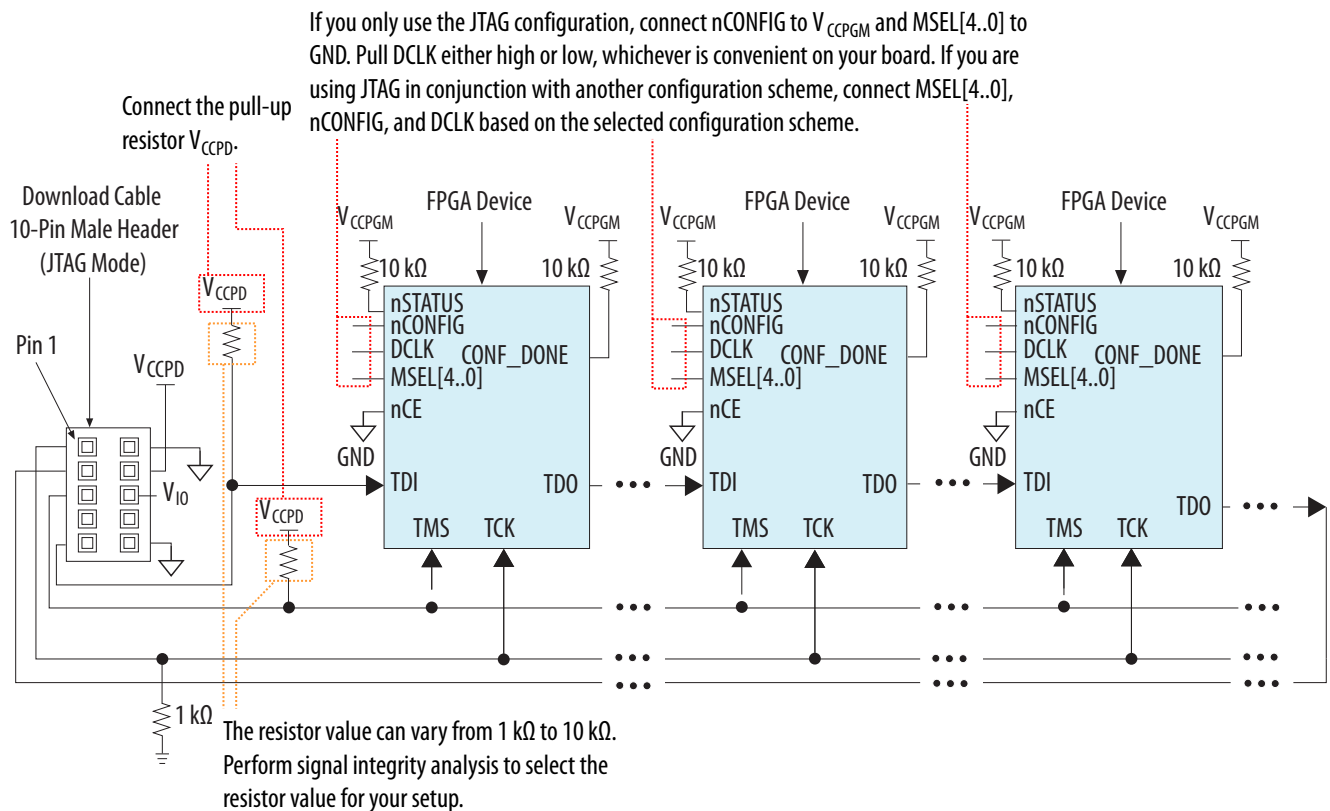 If you only use the JTAG configuration, connect nCONFIG to VCCPGM and MSEL[4..0] to
GND. Pull DCLK either high or low, whichever is convenient on your board. If you are
using JTAG in conjunction with another configuration scheme, connect MSEL[4..0],
nCONFIG, and DCLK based on the selected configuration scheme.
Connect the pull-up
resistor VCCPD.
Download Cable
10-Pin Male Header
(JTAG Mode)
Pin 1
VCCPD
VCCPD
VIO
VCCPD
VCCPGM
FPGA Device
VCCPGM
10 kΩ
10 kΩ
nSTATUS
nCONFIG
DCLK
CONF_DONE
MSEL[4..0]
nCE
GND
TDI
TDO
TMS
TCK
VCCPGM
FPGA Device
VCCPGM
10 kΩ
10 kΩ
nSTATUS
nCONFIG
DCLK
CONF_DONE
MSEL[4..0]
nCE
GND
TDI
TDO
TMS
TCK
VCCPGM
FPGA Device
VCCPGM
10 kΩ
10 kΩ
nSTATUS
nCONFIG
DCLK
CONF_DONE
MSEL[4..0]
nCE
GND
TDI
TDO
TMS
TCK
1 kΩ
The resistor value can vary from 1 kΩ to 10 kΩ.
Perform signal integrity analysis to select the
resistor value for your setup.